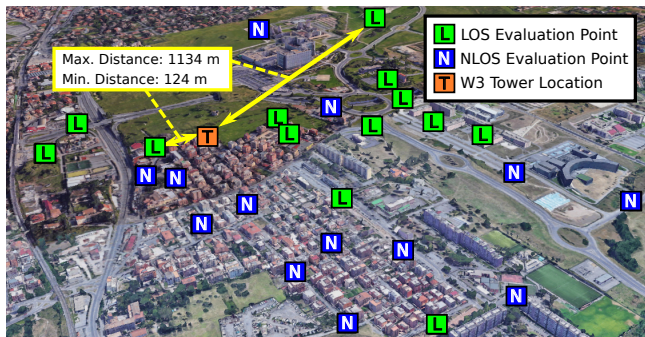 L
N
Max. Distance: 1134 m
Min. Distance: 124 m
L LOS Evaluation Point
N NLOS Evaluation Point
T W3 Tower Location
L
L
N
L
L
L
L
L
L
T
L
L
N
N
N
L
N
N
N
N
N
N
N
N
L